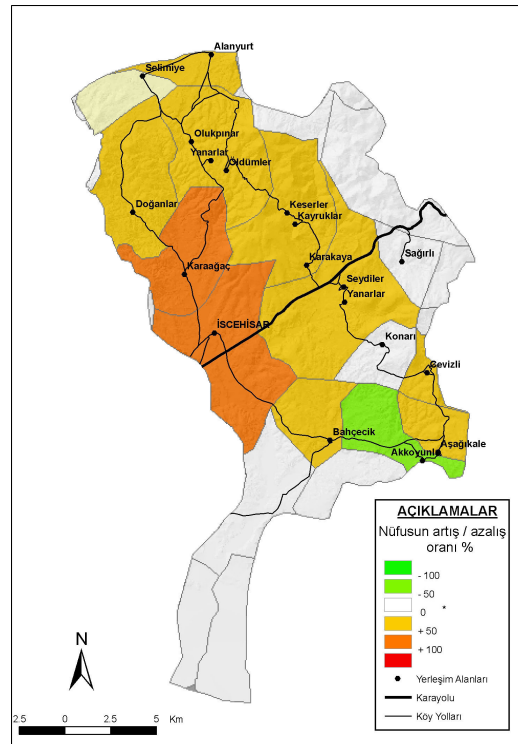 Alanyurt
Selimiye
Olukpınar
Yanarlar
Öldümler
Doğanlar
Keserler
Kayruklar
Karakaya
Sağırlı
Karaağaç
Seydiler
Yanarlar
İSCEHİSAR
Konarı
Cevizli
Bahçecik
Aşağıkale
Akkoyunlu
AÇIKLAMALAR
Nüfusun artış / azalış
oranı %
- 100
- 50
0 *
+ 50
+ 100
Yerleşim Alanları
Karayolu
Köy Yolları
N
2.5 0 5 Km